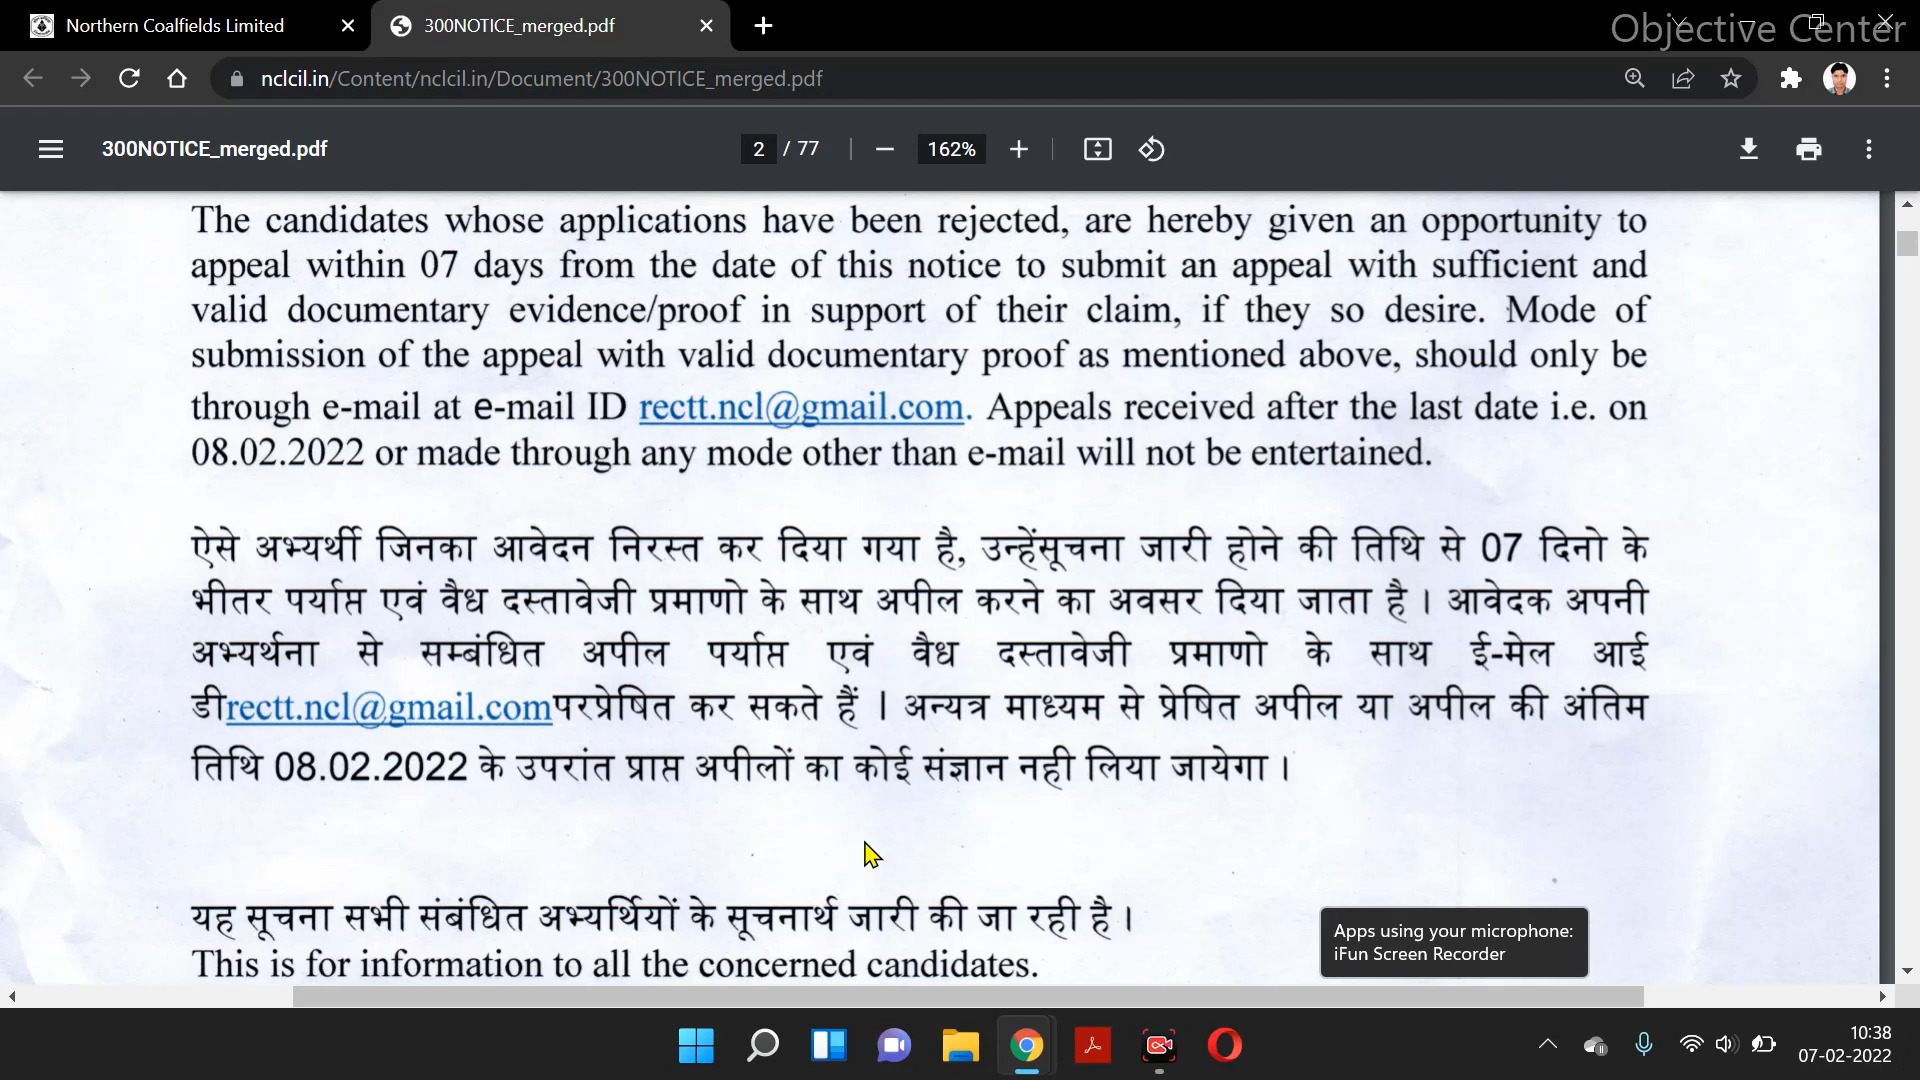 Northern Coalfields Limited
300NOTICE_merged.pdf
Objective Center
nclcil.in/Content/nclcil.in/Document/300NOTICE_merged.pdf
300NOTICE_merged.pdf
2 / 77
162%
The candidates whose applications have been rejected, are hereby given an opportunity to
appeal within 07 days from the date of this notice to submit an appeal with sufficient and
valid documentary evidence/proof in support of their claim, if they so desire. Mode of
submission of the appeal with valid documentary proof as mentioned above, should only be
through e-mail at e-mail ID rectt.ncl@gmail.com. Appeals received after the last date i.e. on
08.02.2022 or made through any mode other than e-mail will not be entertained.
ऐसे अभ्यर्थी जिनका आवेदन निरस्त कर दिया गया है, उन्हेंसूचना जारी होने की तिथि से 07 दिनो के
भीतर पर्याप्त एवं वैध दस्तावेजी प्रमाणो के साथ अपील करने का अवसर दिया जाता है। आवेदक अपनी
अभ्यर्थना से सम्बंधित अपील पर्याप्त एवं वैध दस्तावेजी प्रमाणो के साथ ई-मेल आई
डीrectt.ncl@gmail.comपरप्रेषित कर सकते हैं । अन्यत्र माध्यम से प्रेषित अपील या अपील की अंतिम
तिथि 08.02.2022 के उपरांत प्राप्त अपीलों का कोई संज्ञान नही लिया जायेगा ।
यह सूचना सभी संबंधित अभ्यर्थियों के सूचनार्थ जारी की जा रही है।
This is for information to all the concerned candidates.
Apps using your microphone:
iFun Screen Recorder
10:38
07-02-2022